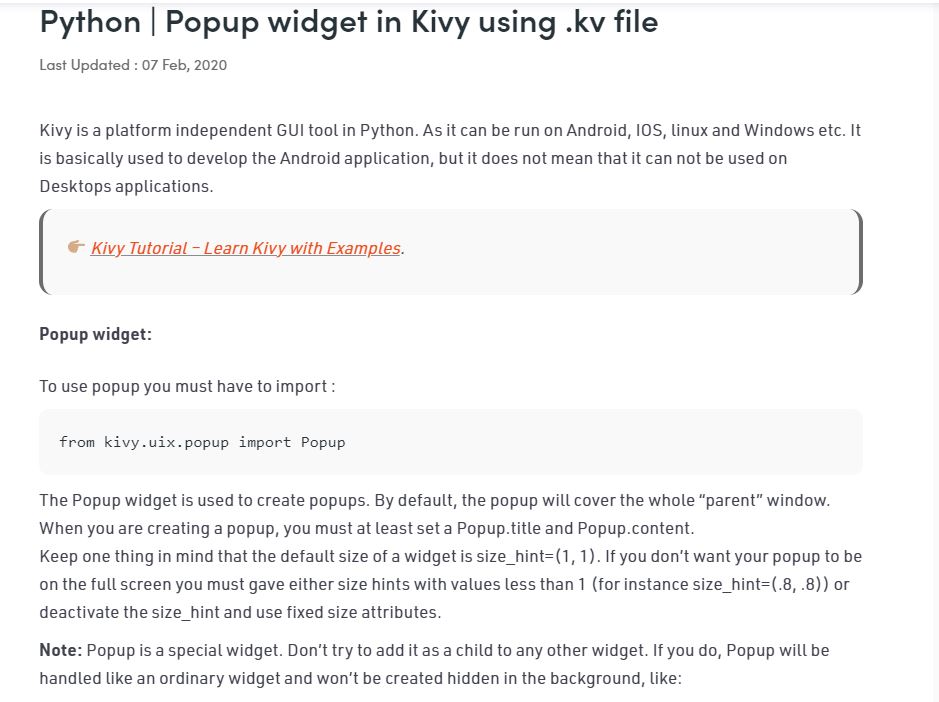 Python | Popup widget in Kivy using .kv file
Last Updated : 07 Feb, 2020
Kivy is a platform independent GUI tool in Python. As it can be run on Android, IOS, linux and Windows etc. It
is basically used to develop the Android application, but it does not mean that it can not be used on
Desktops applications.
Kivy Tutorial – Learn Kivy with Examples.
Popup widget:
To use popup you must have to import :
from kivy.uix.popup import Popup
The Popup widget is used to create popups. By default, the popup will cover the whole “parent” window.
When you are creating a popup, you must at least set a Popup.title and Popup.content.
Keep one thing in mind that the default size of a widget is size_hint=(1, 1). If you don’t want your popup to be
on the full screen you must gave either size hints with values less than 1 (for instance size_hint=(.8, .8)) or
deactivate the size_hint and use fixed size attributes.
Note: Popup is a special widget. Don’t try to add it as a child to any other widget. If you do, Popup will be
handled like an ordinary widget and won’t be created hidden in the background, like: